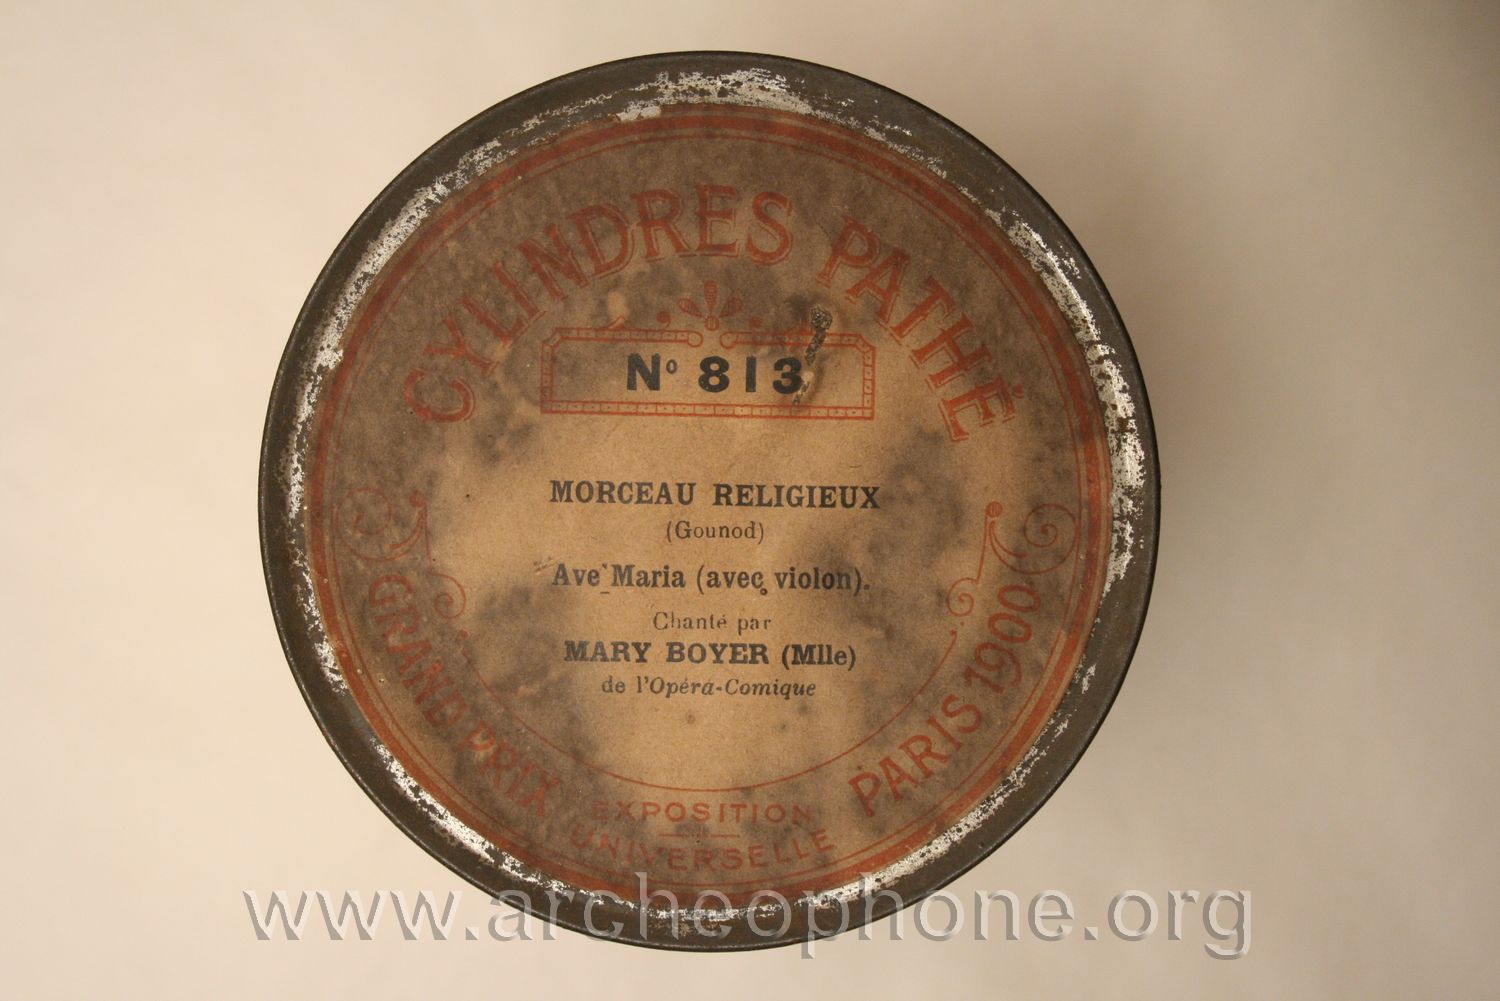 CYLINDRES PATHÉ
Nº 813
MORCEAU RELIGIEUX
(Gounod)
Ave Maria (avec violon).
Chanté par
MARY BOYER (Mlle)
de l'Opéra-Comique
GRAND PRIX
EXPOSITION
UNIVERSELLE
PARIS 1900
www.archeophone.org